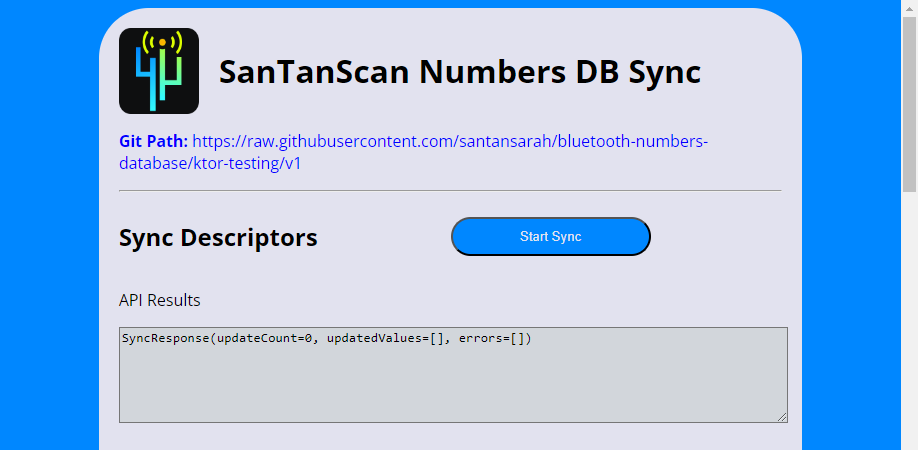 SanTanScan Numbers DB Sync
Git Path: https://raw.githubusercontent.com/santansarah/bluetooth-numbers-
database/ktor-testing/v1
Sync Descriptors
Start Sync
API Results
SyncResponse(updateCount=0, updatedValues=[], errors=[])